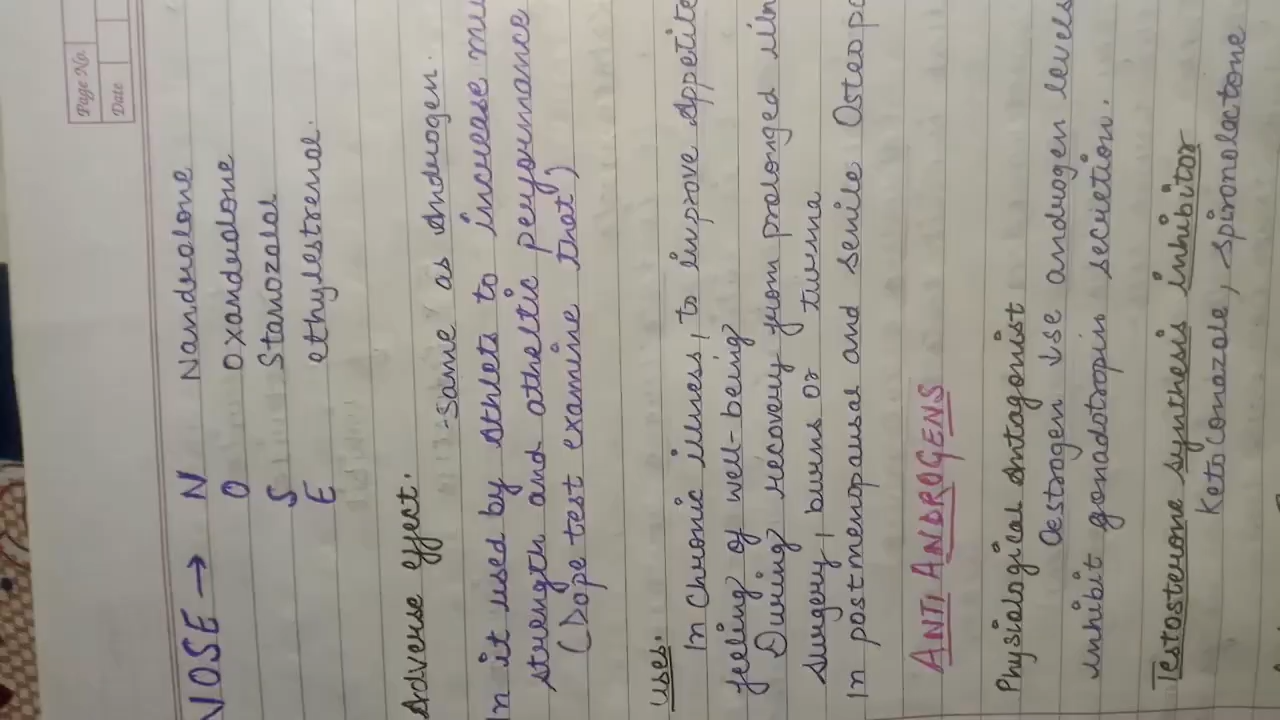 Page No.
Date
NOSE → N Nandrolone
O Oxandrolone
S Stanozolol
E ethylestrenol.
Adverse effect.
-Same as Androgen.
In it used by Athlets to increase mu
strength and atheltic performance
(Dope test examine that)
Uses.
In Chronic illness, to improve Appetite
feeling of well-being
During recovery from prolonged illn
Surgery, burns or
In postmenopausal and senile Osteopo
ANTI ANDROGENS
Physiological Antagonist
Oestrogen use androgen levels
inhibit gonadotropin secretion.
Testosterone synthesis inhibitor
Ketoconazole, spironolactone